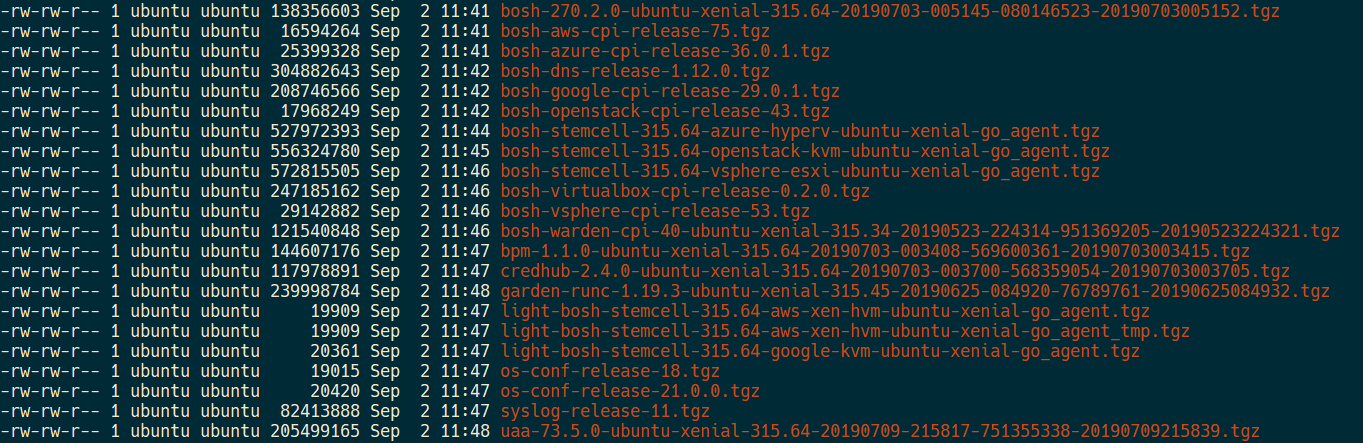 -rw-rw-r-- 1 ubuntu ubuntu 138356603 Sep  2 11:41 bosh-270.2.0-ubuntu-xenial-315.64-20190703-005145-080146523-20190703005152.tgz
-rw-rw-r-- 1 ubuntu ubuntu  16594264 Sep  2 11:41 bosh-aws-cpi-release-75.tgz
-rw-rw-r-- 1 ubuntu ubuntu  25399328 Sep  2 11:41 bosh-azure-cpi-release-36.0.1.tgz
-rw-rw-r-- 1 ubuntu ubuntu 304882643 Sep  2 11:42 bosh-dns-release-1.12.0.tgz
-rw-rw-r-- 1 ubuntu ubuntu 208746566 Sep  2 11:42 bosh-google-cpi-release-29.0.1.tgz
-rw-rw-r-- 1 ubuntu ubuntu  17968249 Sep  2 11:42 bosh-openstack-cpi-release-43.tgz
-rw-rw-r-- 1 ubuntu ubuntu 527972393 Sep  2 11:44 bosh-stemcell-315.64-azure-hyperv-ubuntu-xenial-go_agent.tgz
-rw-rw-r-- 1 ubuntu ubuntu 556324780 Sep  2 11:45 bosh-stemcell-315.64-openstack-kvm-ubuntu-xenial-go_agent.tgz
-rw-rw-r-- 1 ubuntu ubuntu 572815505 Sep  2 11:46 bosh-stemcell-315.64-vsphere-esxi-ubuntu-xenial-go_agent.tgz
-rw-rw-r-- 1 ubuntu ubuntu 247185162 Sep  2 11:46 bosh-virtualbox-cpi-release-0.2.0.tgz
-rw-rw-r-- 1 ubuntu ubuntu  29142882 Sep  2 11:46 bosh-vsphere-cpi-release-53.tgz
-rw-rw-r-- 1 ubuntu ubuntu 121540848 Sep  2 11:46 bosh-warden-cpi-40-ubuntu-xenial-315.34-20190523-224314-951369205-20190523224321.tgz
-rw-rw-r-- 1 ubuntu ubuntu 144607176 Sep  2 11:47 bpm-1.1.0-ubuntu-xenial-315.64-20190703-003408-569600361-20190703003415.tgz
-rw-rw-r-- 1 ubuntu ubuntu 117978891 Sep  2 11:47 credhub-2.4.0-ubuntu-xenial-315.64-20190703-003700-568359054-20190703003705.tgz
-rw-rw-r-- 1 ubuntu ubuntu 239998784 Sep  2 11:48 garden-runc-1.19.3-ubuntu-xenial-315.45-20190625-084920-76789761-20190625084932.tgz
-rw-rw-r-- 1 ubuntu ubuntu     19909 Sep  2 11:47 light-bosh-stemcell-315.64-aws-xen-hvm-ubuntu-xenial-go_agent.tgz
-rw-rw-r-- 1 ubuntu ubuntu     19909 Sep  2 11:47 light-bosh-stemcell-315.64-aws-xen-hvm-ubuntu-xenial-go_agent_tmp.tgz
-rw-rw-r-- 1 ubuntu ubuntu     20361 Sep  2 11:47 light-bosh-stemcell-315.64-google-kvm-ubuntu-xenial-go_agent.tgz
-rw-rw-r-- 1 ubuntu ubuntu     19015 Sep  2 11:47 os-conf-release-18.tgz
-rw-rw-r-- 1 ubuntu ubuntu     20420 Sep  2 11:47 os-conf-release-21.0.0.tgz
-rw-rw-r-- 1 ubuntu ubuntu  82413888 Sep  2 11:47 syslog-release-11.tgz
-rw-rw-r-- 1 ubuntu ubuntu 205499165 Sep  2 11:48 uaa-73.5.0-ubuntu-xenial-315.64-20190709-215817-751355338-20190709215839.tgz